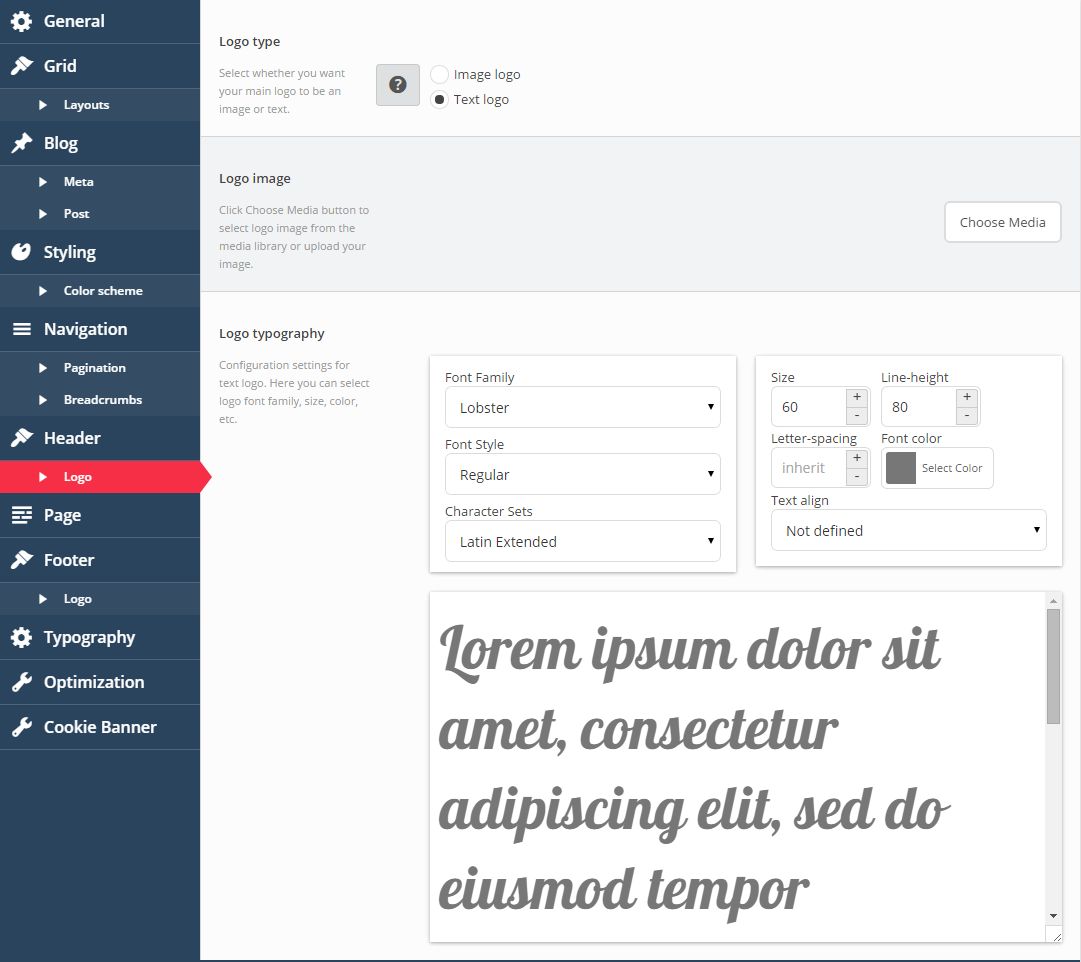 General
Grid
Layouts
Blog
Meta
Post
Styling
Color scheme
Navigation
Pagination
Breadcrumbs
Header
Logo
Page
Footer
Logo
Typography
Optimization
Cookie Banner
Logo type
Select whether you want
your main logo to be an
image or text.
?
Image logo
Text logo
Logo image
Click Choose Media button to
select logo image from the
media library or upload your
image.
Choose Media
Logo typography
Configuration settings for
text logo. Here you can select
logo font family, size, color,
etc.
Font Family
Lobster
Font Style
Regular
Character Sets
Latin Extended
Size Line-height
60 + - 80 + -
Letter-spacing Font color
inherit + - Select Color
Text align
Not defined
Lorem ipsum dolor sit
amet, consectetur
adipiscing elit, sed do
eiusmod tempor